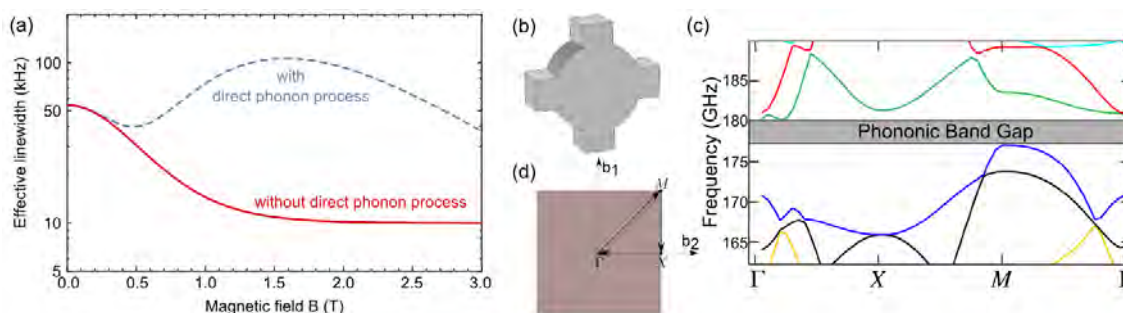 (a)
Effective linewidth (kHz)
100
50
10
5
with
direct phonon process
without direct phonon process
0.0 0.5 1.0 1.5 2.0 2.5 3.0
Magnetic field B (T)
(b)
(d)
b1
M
Γ
X
b2
(c)
Frequency (GHz)
185
180
175
170
165
Phononic Band Gap
Γ X M